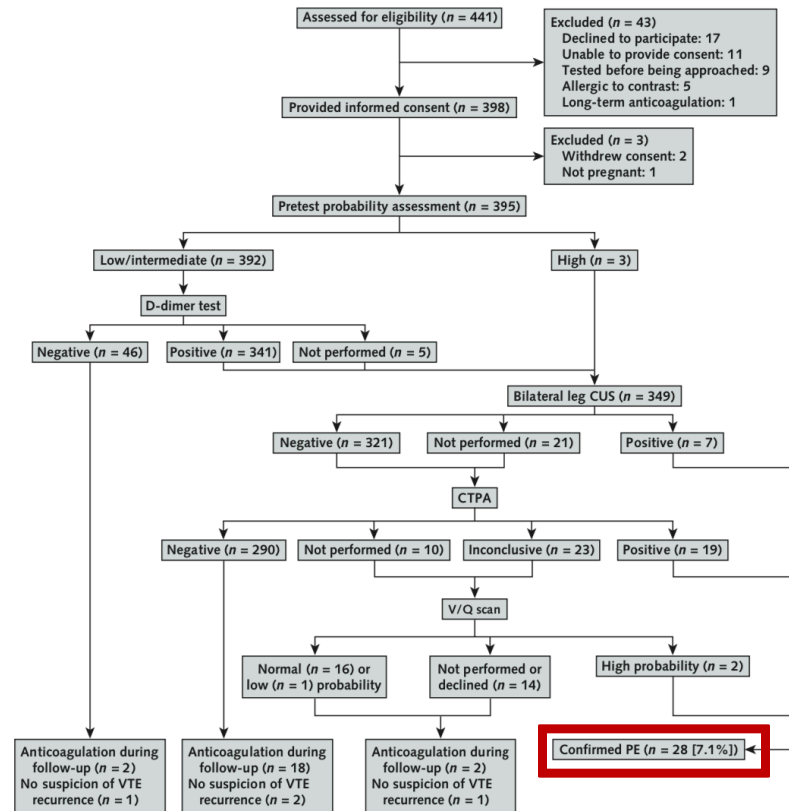 Assessed for eligibility (n = 441)
Excluded (n = 43)
Declined to participate: 17
Unable to provide consent: 11
Tested before being approached: 9
Allergic to contrast: 5
Long-term anticoagulation: 1
Provided informed consent (n = 398)
Excluded (n = 3)
Withdrew consent: 2
Not pregnant: 1
Pretest probability assessment (n = 395)
Low/intermediate (n = 392)
High (n = 3)
D-dimer test
Negative (n = 46)
Positive (n = 341)
Not performed (n = 5)
Bilateral leg CUS (n = 349)
Negative (n = 321)
Not performed (n = 21)
Positive (n = 7)
CTPA
Negative (n = 290)
Not performed (n = 10)
Inconclusive (n = 23)
Positive (n = 19)
V/Q scan
Normal (n = 16) or
low (n = 1) probability
Not performed or
declined (n = 14)
High probability (n = 2)
Anticoagulation during
follow-up (n = 2)
No suspicion of VTE
recurrence (n = 1)
Anticoagulation during
follow-up (n = 18)
No suspicion of VTE
recurrence (n = 2)
Anticoagulation during
follow-up (n = 2)
No suspicion of VTE
recurrence (n = 1)
Confirmed PE (n = 28 [7.1%])